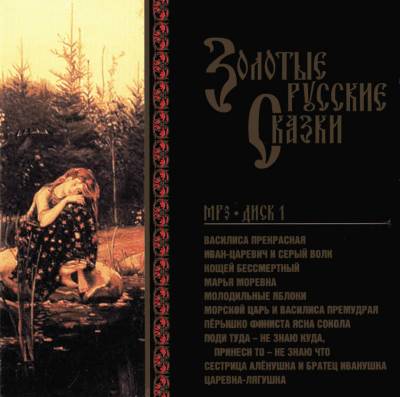 Золотые
русские
Сказки
MP3 • ДИСК 1
ВАСИЛИСА ПРЕКРАСНАЯ
ИВАН-ЦАРЕВИЧ И СЕРЫЙ ВОЛК
КОЩЕЙ БЕССМЕРТНЫЙ
МАРЬЯ МОРЕВНА
МОЛОДИЛЬНЫЕ ЯБЛОКИ
МОРСКОЙ ЦАРЬ И ВАСИЛИСА ПРЕМУДРАЯ
ПЁРЫШКО ФИНИСТА ЯСНА СОКОЛА
ПОДИ ТУДА – НЕ ЗНАЮ КУДА,
ПРИНЕСИ ТО – НЕ ЗНАЮ ЧТО
СЕСТРИЦА АЛЁНУШКА И БРАТЕЦ ИВАНУШКА
ЦАРЕВНА-ЛЯГУШКА